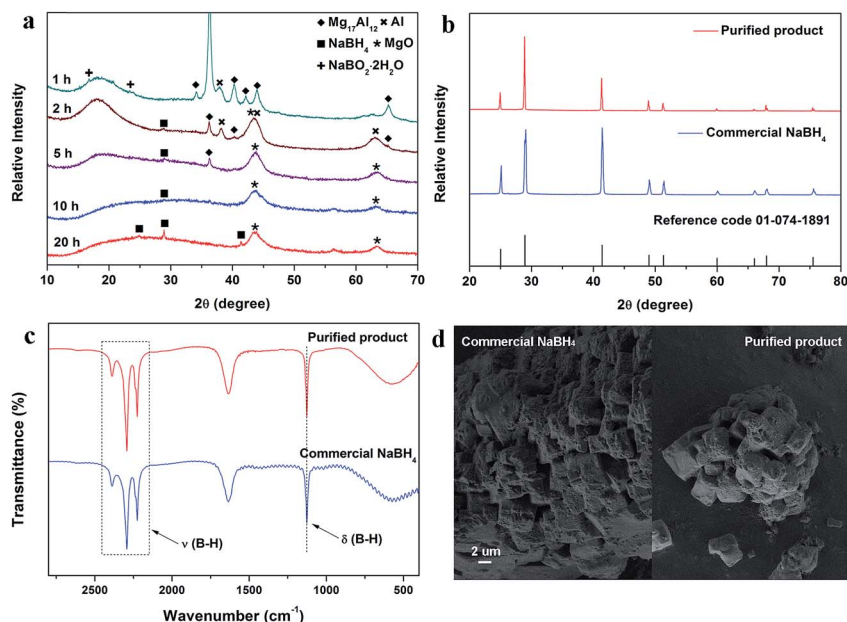 a
◆ Mg₁₇Al₁₂ ✖ Al
■ NaBH₄ * MgO
+ NaBO₂·2H₂O
1 h
2 h
5 h
10 h
20 h
Relative Intensity
10 20 30 40 50 60 70
2θ (degree)
b
Purified product
Commercial NaBH₄
Reference code 01-074-1891
Relative Intensity
20 30 40 50 60 70 80
2θ (degree)
c
Purified product
Commercial NaBH₄
ν (B-H)
δ (B-H)
Transmittance (%)
2500 2000 1500 1000 500
Wavenumber (cm⁻¹)
d
Commercial NaBH₄
Purified product
2 um